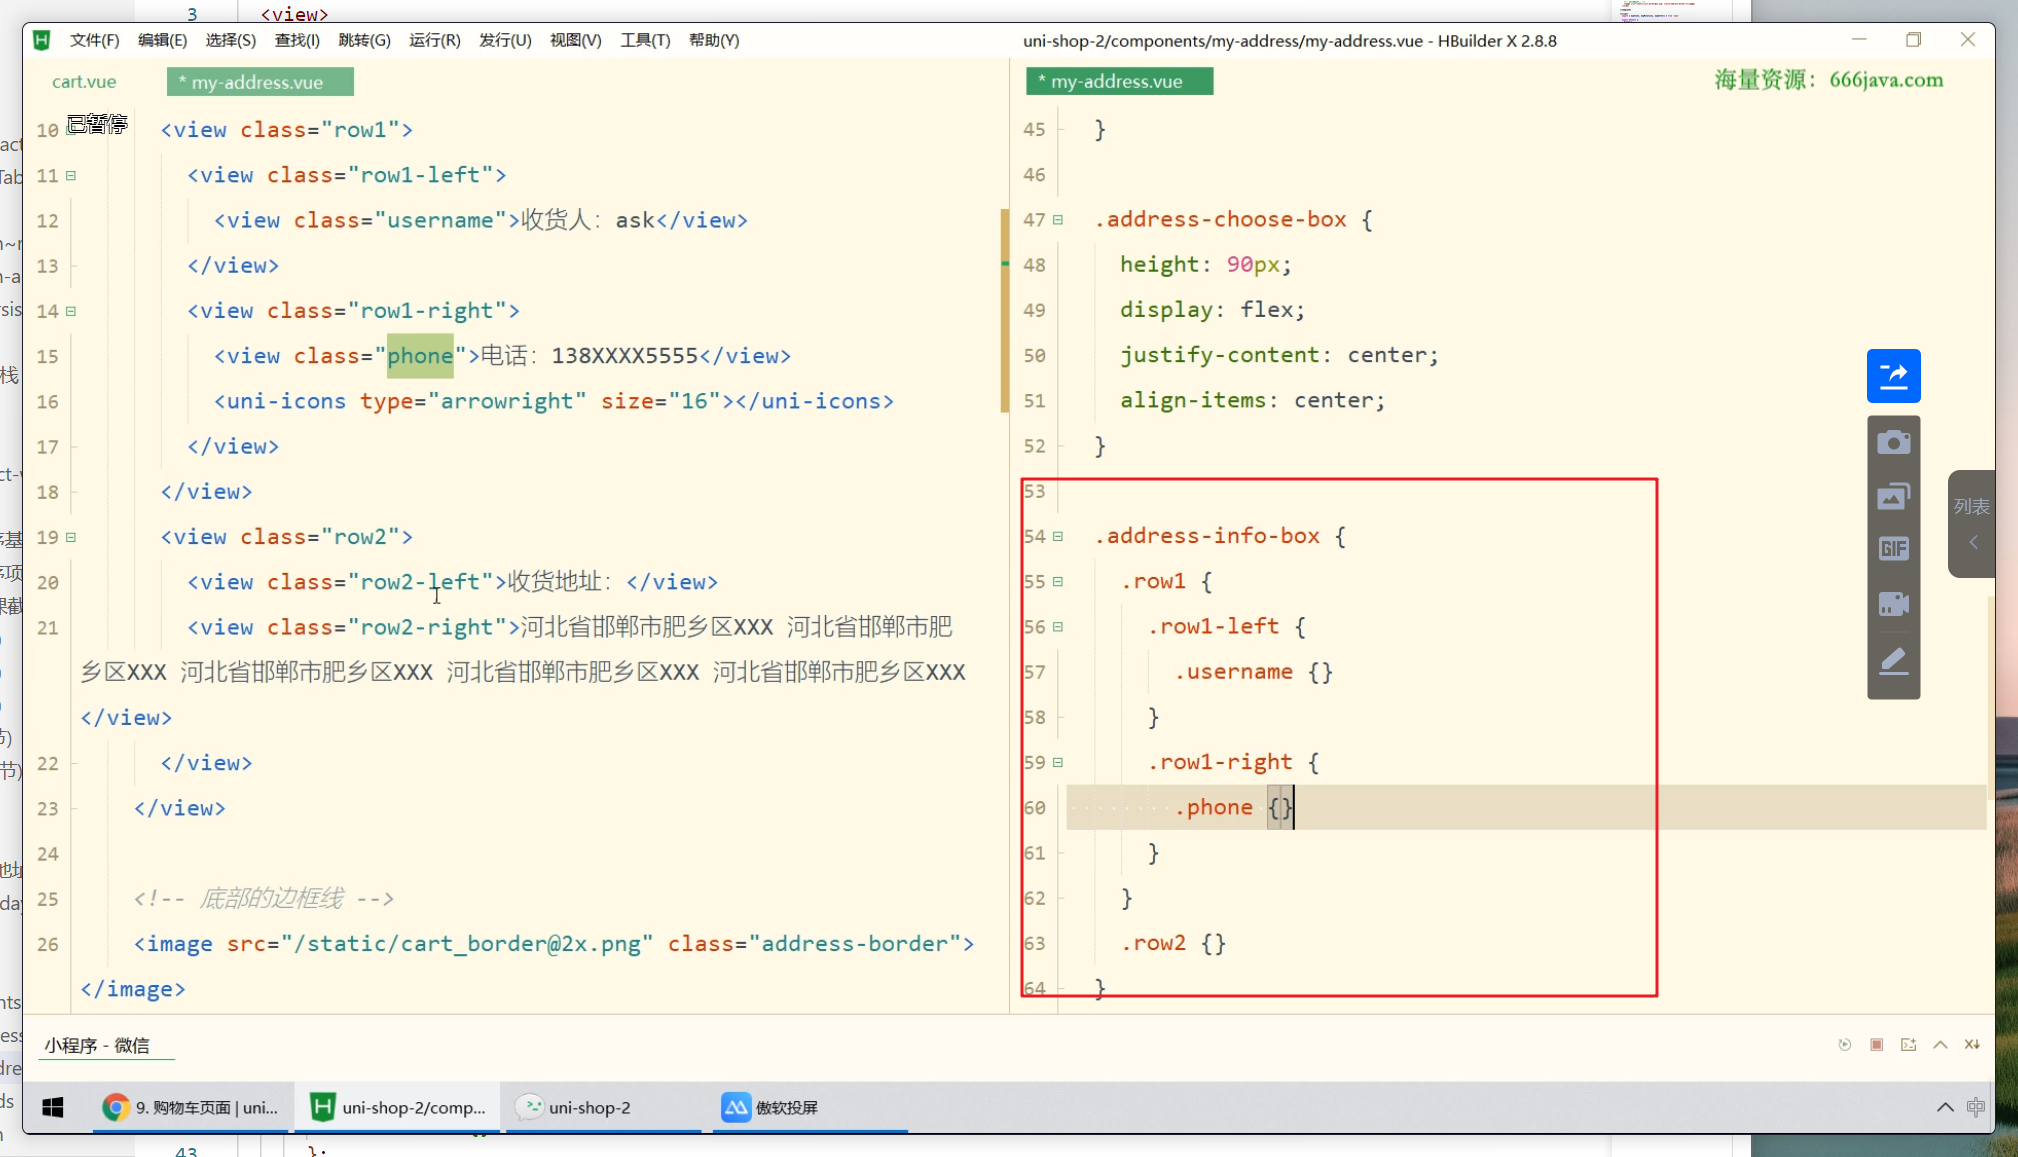 3 <view>
文件(F) 编辑(E) 选择(S) 查找(I) 跳转(G) 运行(R) 发行(U) 视图(V) 工具(T) 帮助(Y)
uni-shop-2/components/my-address/my-address.vue - HBuilder X 2.8.8
cart.vue
* my-address.vue
已暂停
10 <view class="row1">
11 <view class="row1-left">
12 <view class="username">收货人：ask</view>
13 </view>
14 <view class="row1-right">
15 <view class="phone">电话：138XXXX5555</view>
16 <uni-icons type="arrowright" size="16"></uni-icons>
17 </view>
18 </view>
19 <view class="row2">
20 <view class="row2-left">收货地址：</view>
21 <view class="row2-right">河北省邯郸市肥乡区XXX 河北省邯郸市肥
乡区XXX 河北省邯郸市肥乡区XXX 河北省邯郸市肥乡区XXX 河北省邯郸市肥乡区XXX
</view>
22 </view>
23 </view>
24
25 <!-- 底部的边框线 -->
26 <image src="/static/cart_border@2x.png" class="address-border">
</image>
* my-address.vue
海量资源：666java.com
45 }
46
47 .address-choose-box {
48 height: 90px;
49 display: flex;
50 justify-content: center;
51 align-items: center;
52 }
53
54 .address-info-box {
55 .row1 {
56 .row1-left {
57 .username {}
58 }
59 .row1-right {
60 .phone {}
61 }
62 }
63 .row2 {}
64 }
GIF
列表
小程序 - 微信
9. 购物车页面 | uni...
uni-shop-2/comp...
uni-shop-2
傲软投屏
中
43 };